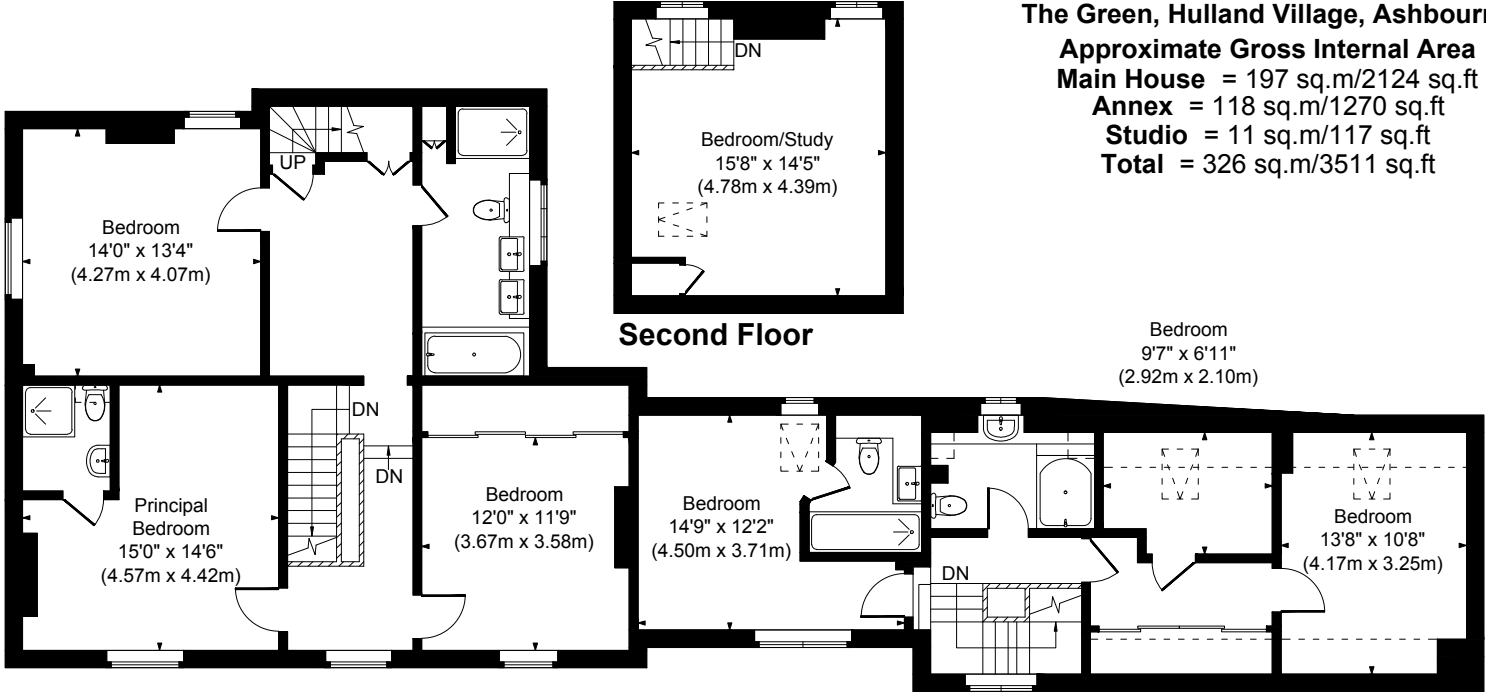 The Green, Hulland Village, Ashbourn
Approximate Gross Internal Area
Main House = 197 sq.m/2124 sq.ft
Annex = 118 sq.m/1270 sq.ft
Studio = 11 sq.m/117 sq.ft
Total = 326 sq.m/3511 sq.ft
DN
Bedroom/Study
15'8" x 14'5"
(4.78m x 4.39m)
Second Floor
UP
Bedroom
14'0" x 13'4"
(4.27m x 4.07m)
Bedroom
9'7" x 6'11"
(2.92m x 2.10m)
DN
DN
Principal
Bedroom
15'0" x 14'6"
(4.57m x 4.42m)
Bedroom
12'0" x 11'9"
(3.67m x 3.58m)
Bedroom
14'9" x 12'2"
(4.50m x 3.71m)
DN
Bedroom
13'8" x 10'8"
(4.17m x 3.25m)